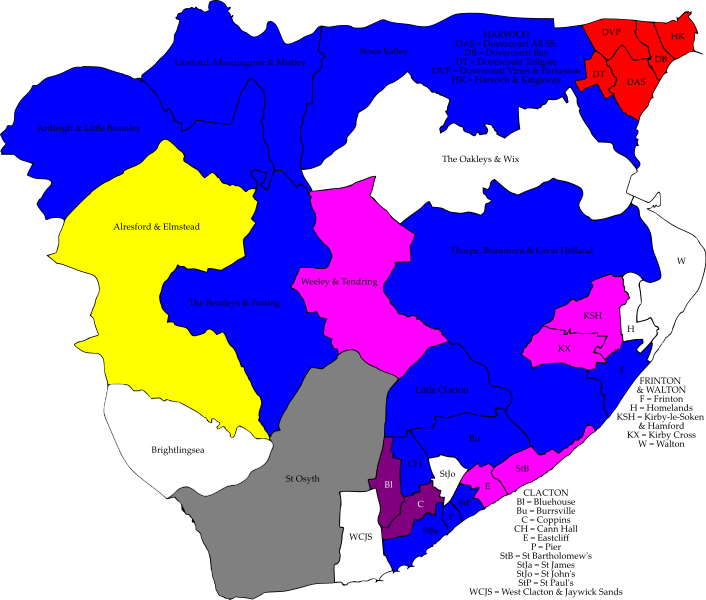 HARWICH
DAS = Dovercourt All SS.
DB = Dovercourt Bay
DT = Dovercourt Tollgate
DVP = Dovercourt Vines & Parkeston
HK = Harwich & Kingsway
DVP
HK
DB
DT
DAS
Stour Valley
Lawford, Manningtree & Mistley
Ardleigh & Little Bromley
The Oakleys & Wix
Alresford & Elmstead
Thorpe, Beaumont & Great Holland
W
Weeley & Tendring
The Bentleys & Frating
KSH
H
KX
F
FRINTON
& WALTON
F = Frinton
H = Homelands
KSH = Kirby-le-Soken
& Hamford
KX = Kirby Cross
W = Walton
Little Clacton
Bu
Brightlingsea
St Osyth
CH
StJo
StB
Bl
E
C
StP
P
StJa
WCJS
CLACTON
Bl = Bluehouse
Bu = Burrsville
C = Coppins
CH = Cann Hall
E = Eastcliff
P = Pier
StB = St Bartholomew's
StJa = St James
StJo = St John's
StP = St Paul's
WCJS = West Clacton & Jaywick Sands